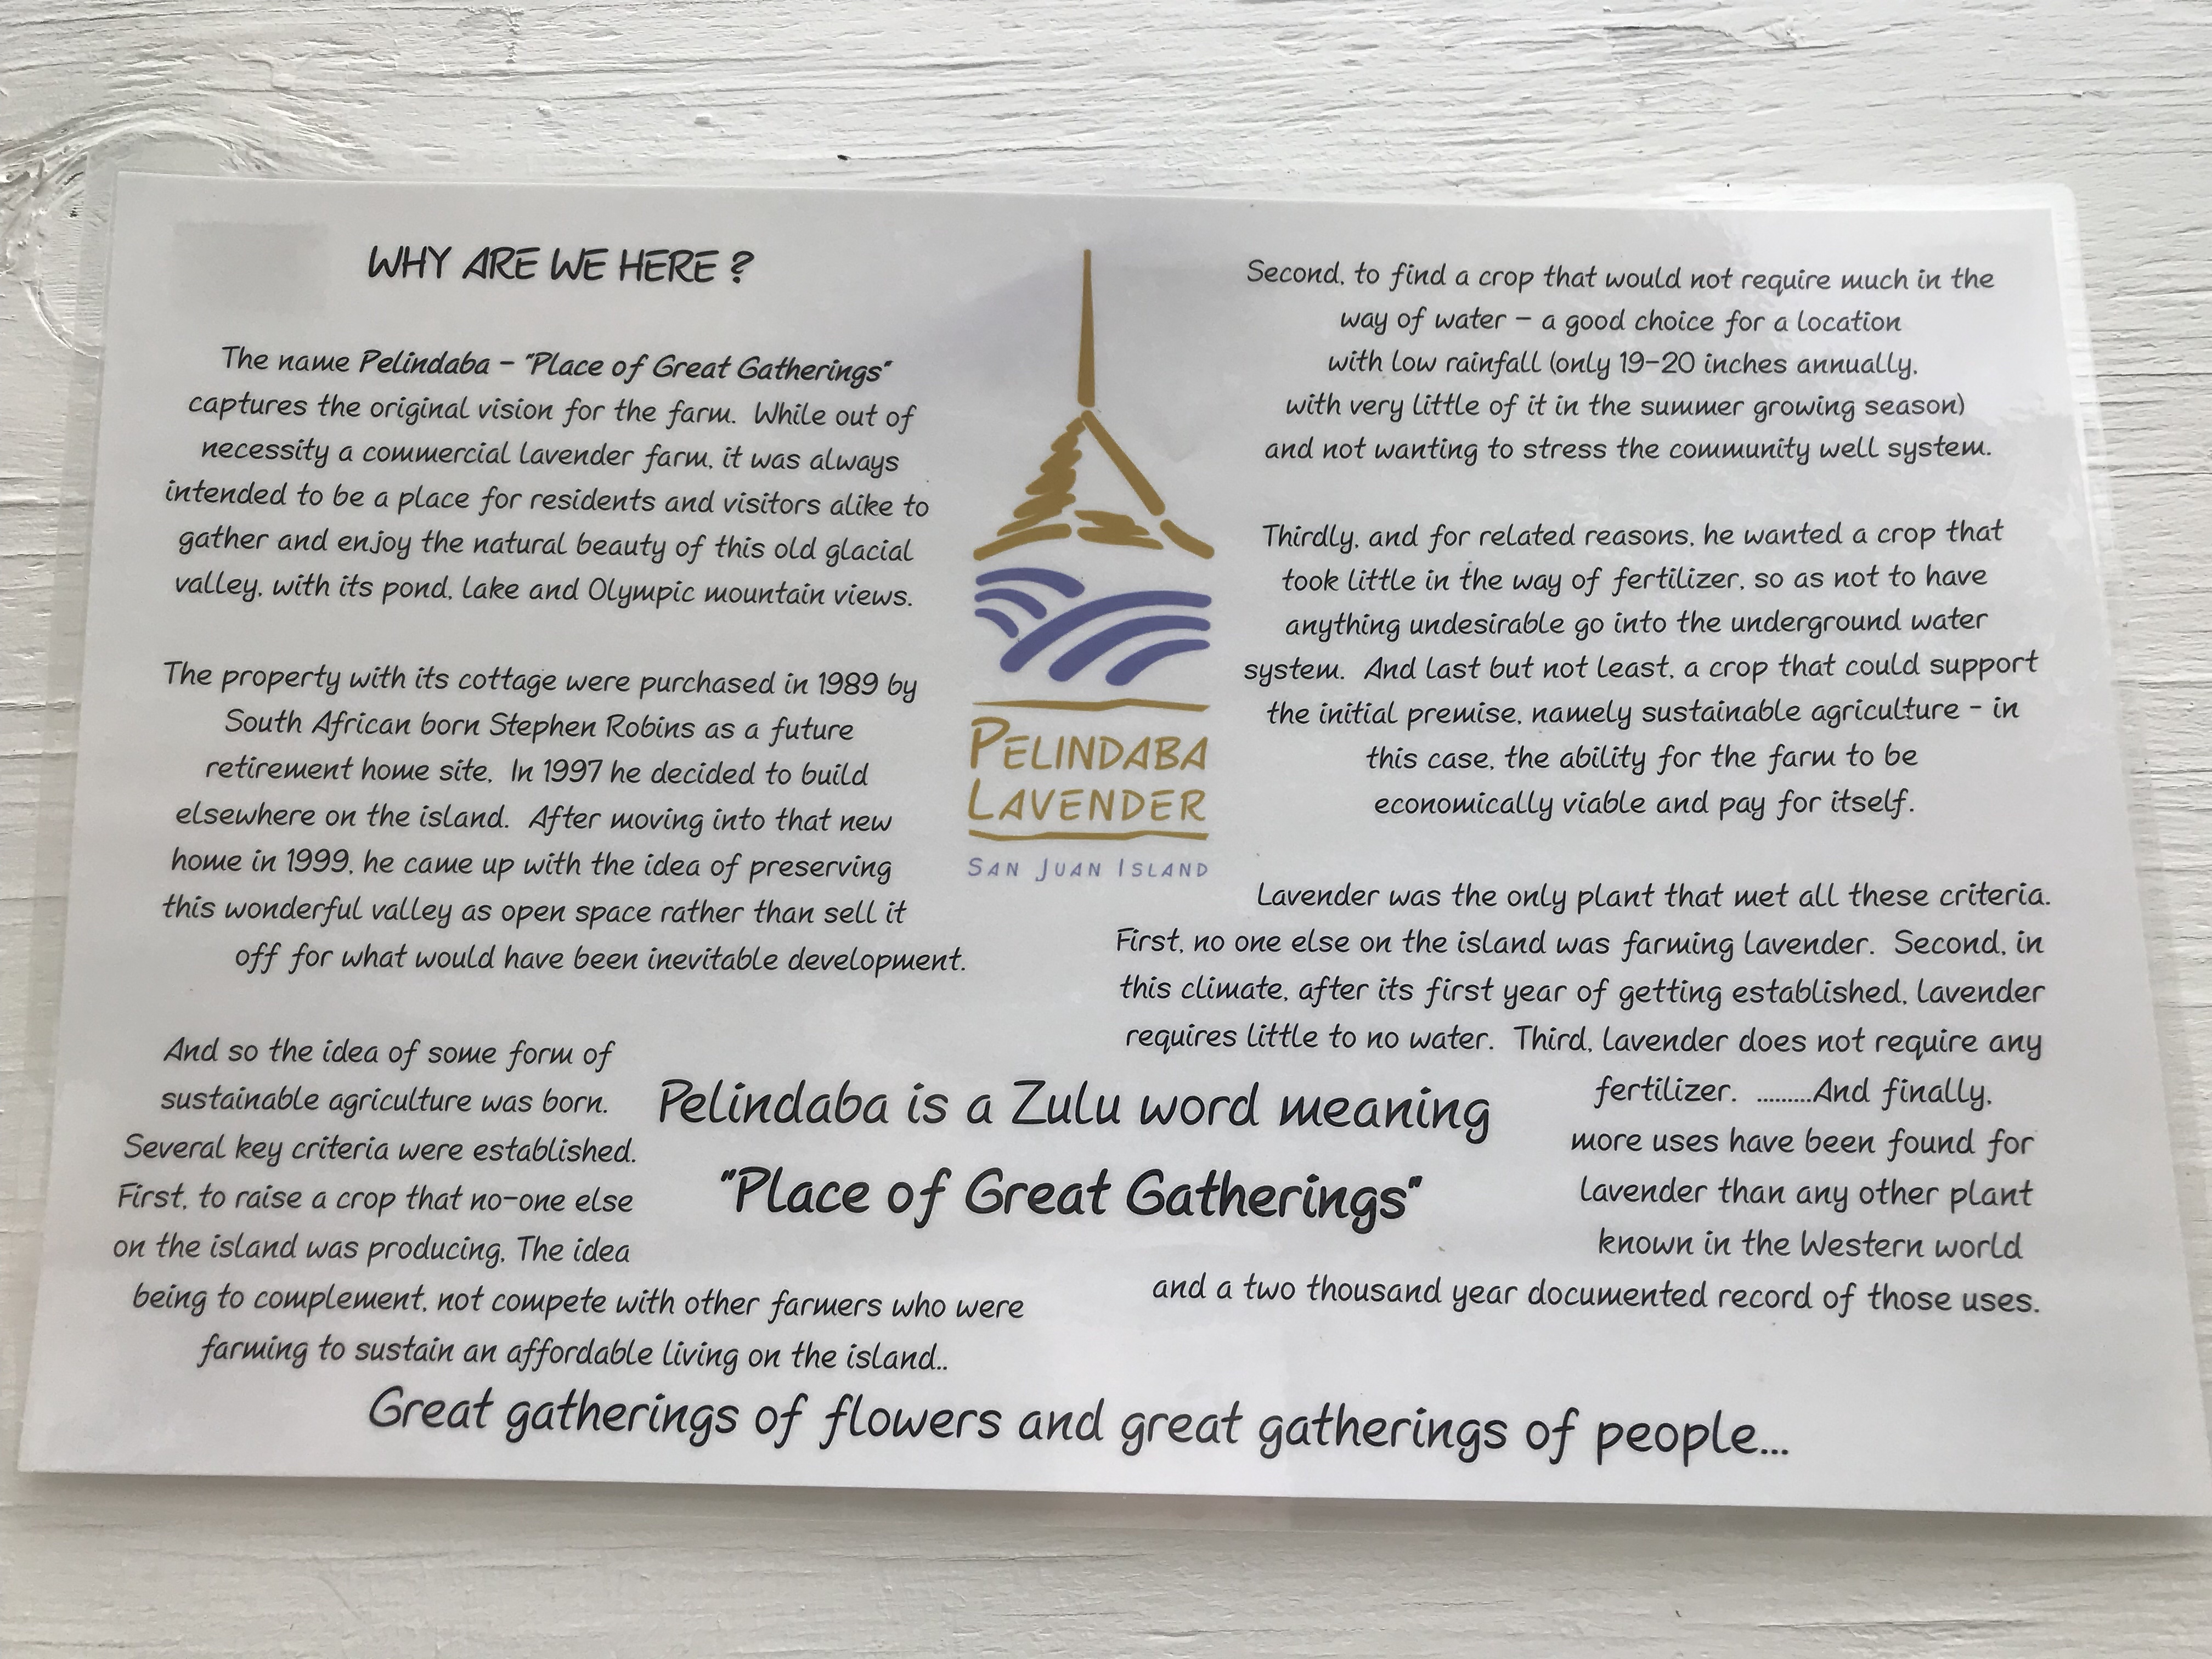 WHY ARE WE HERE ?
The name Pelindaba – "Place of Great Gatherings"
captures the original vision for the farm. While out of
necessity a commercial lavender farm, it was always
intended to be a place for residents and visitors alike to
gather and enjoy the natural beauty of this old glacial
valley, with its pond, lake and Olympic mountain views.
The property with its cottage were purchased in 1989 by
South African born Stephen Robins as a future
retirement home site. In 1997 he decided to build
elsewhere on the island. After moving into that new
home in 1999, he came up with the idea of preserving
this wonderful valley as open space rather than sell it
off for what would have been inevitable development.
And so the idea of some form of
sustainable agriculture was born.
Several key criteria were established.
First, to raise a crop that no-one else
on the island was producing, The idea
being to complement, not compete with other farmers who were
farming to sustain an affordable living on the island..
PELINDABA
LAVENDER
SAN JUAN ISLAND
Second, to find a crop that would not require much in the
way of water – a good choice for a location
with low rainfall (only 19-20 inches annually,
with very little of it in the summer growing season)
and not wanting to stress the community well system.
Thirdly, and for related reasons, he wanted a crop that
took little in the way of fertilizer, so as not to have
anything undesirable go into the underground water
system. And last but not least, a crop that could support
the initial premise, namely sustainable agriculture - in
this case, the ability for the farm to be
economically viable and pay for itself.
Lavender was the only plant that met all these criteria.
First, no one else on the island was farming lavender. Second, in
this climate, after its first year of getting established, lavender
requires little to no water. Third, lavender does not require any
fertilizer. .........And finally,
more uses have been found for
lavender than any other plant
known in the Western world
and a two thousand year documented record of those uses.
Pelindaba is a Zulu word meaning
"Place of Great Gatherings"
Great gatherings of flowers and great gatherings of people...